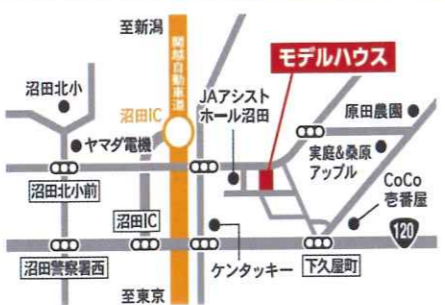 至新潟
関越自動車道
モデルハウス
沼田北小
沼田IC
JAアシスト
ホール沼田
原田農園
ヤマダ電機
実庭&桑原
アップル
CoCo
壱番屋
沼田北小前
沼田IC
120
沼田警察署西
ケンタッキー
下久屋町
至東京